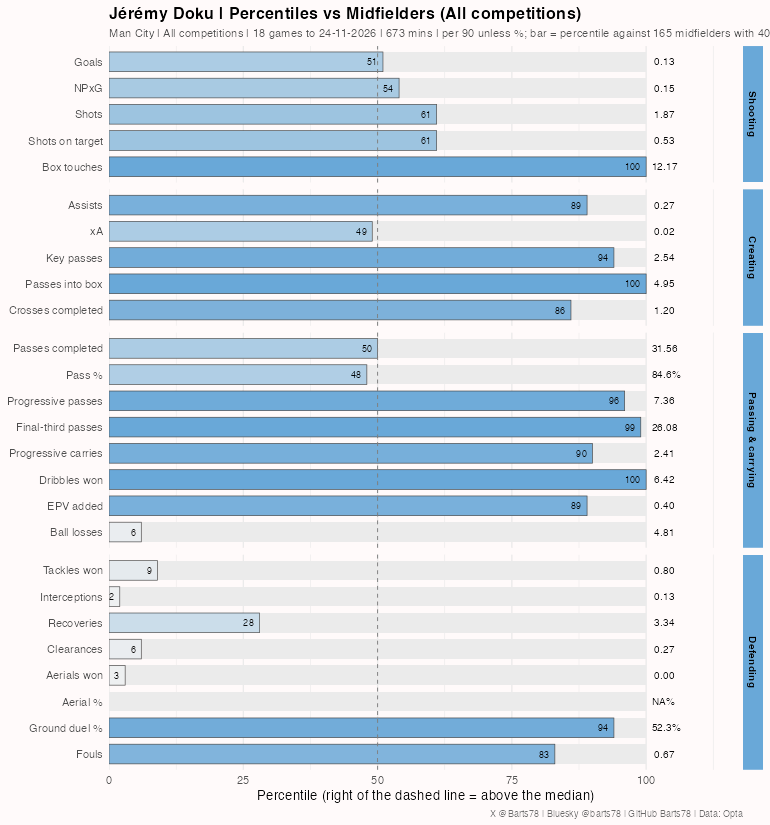 Jérémy Doku | Percentiles vs Midfielders (All competitions)
Man City | All competitions | 18 games to 24-11-2026 | 673 mins | per 90 unless %; bar = percentile against 165 midfielders with 40
Goals 51 0.13
NPxG 54 0.15
Shots 61 1.87
Shots on target 61 0.53
Box touches 100 12.17
Shooting
Assists 89 0.27
xA 49 0.02
Key passes 94 2.54
Passes into box 100 4.95
Crosses completed 86 1.20
Creating
Passes completed 50 31.56
Pass % 48 84.6%
Progressive passes 96 7.36
Final-third passes 99 26.08
Progressive carries 90 2.41
Dribbles won 100 6.42
EPV added 89 0.40
Ball losses 6 4.81
Passing & carrying
Tackles won 9 0.80
Interceptions 2 0.13
Recoveries 28 3.34
Clearances 6 0.27
Aerials won 3 0.00
Aerial % NA%
Ground duel % 94 52.3%
Fouls 83 0.67
Defending
0 25 50 75 100
Percentile (right of the dashed line = above the median)
X @Barts78 | Bluesky @barts78 | GitHub Barts78 | Data: Opta